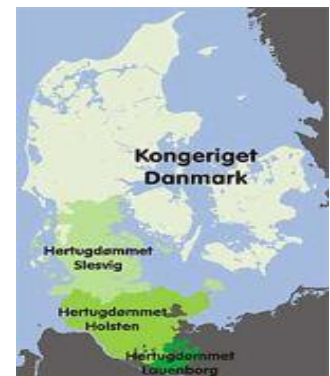 Kongeriget
Danmark
Hertugdømmet
Slesvig
Hertugdømmet
Holsten
Hertugdømmet
Lauenborg